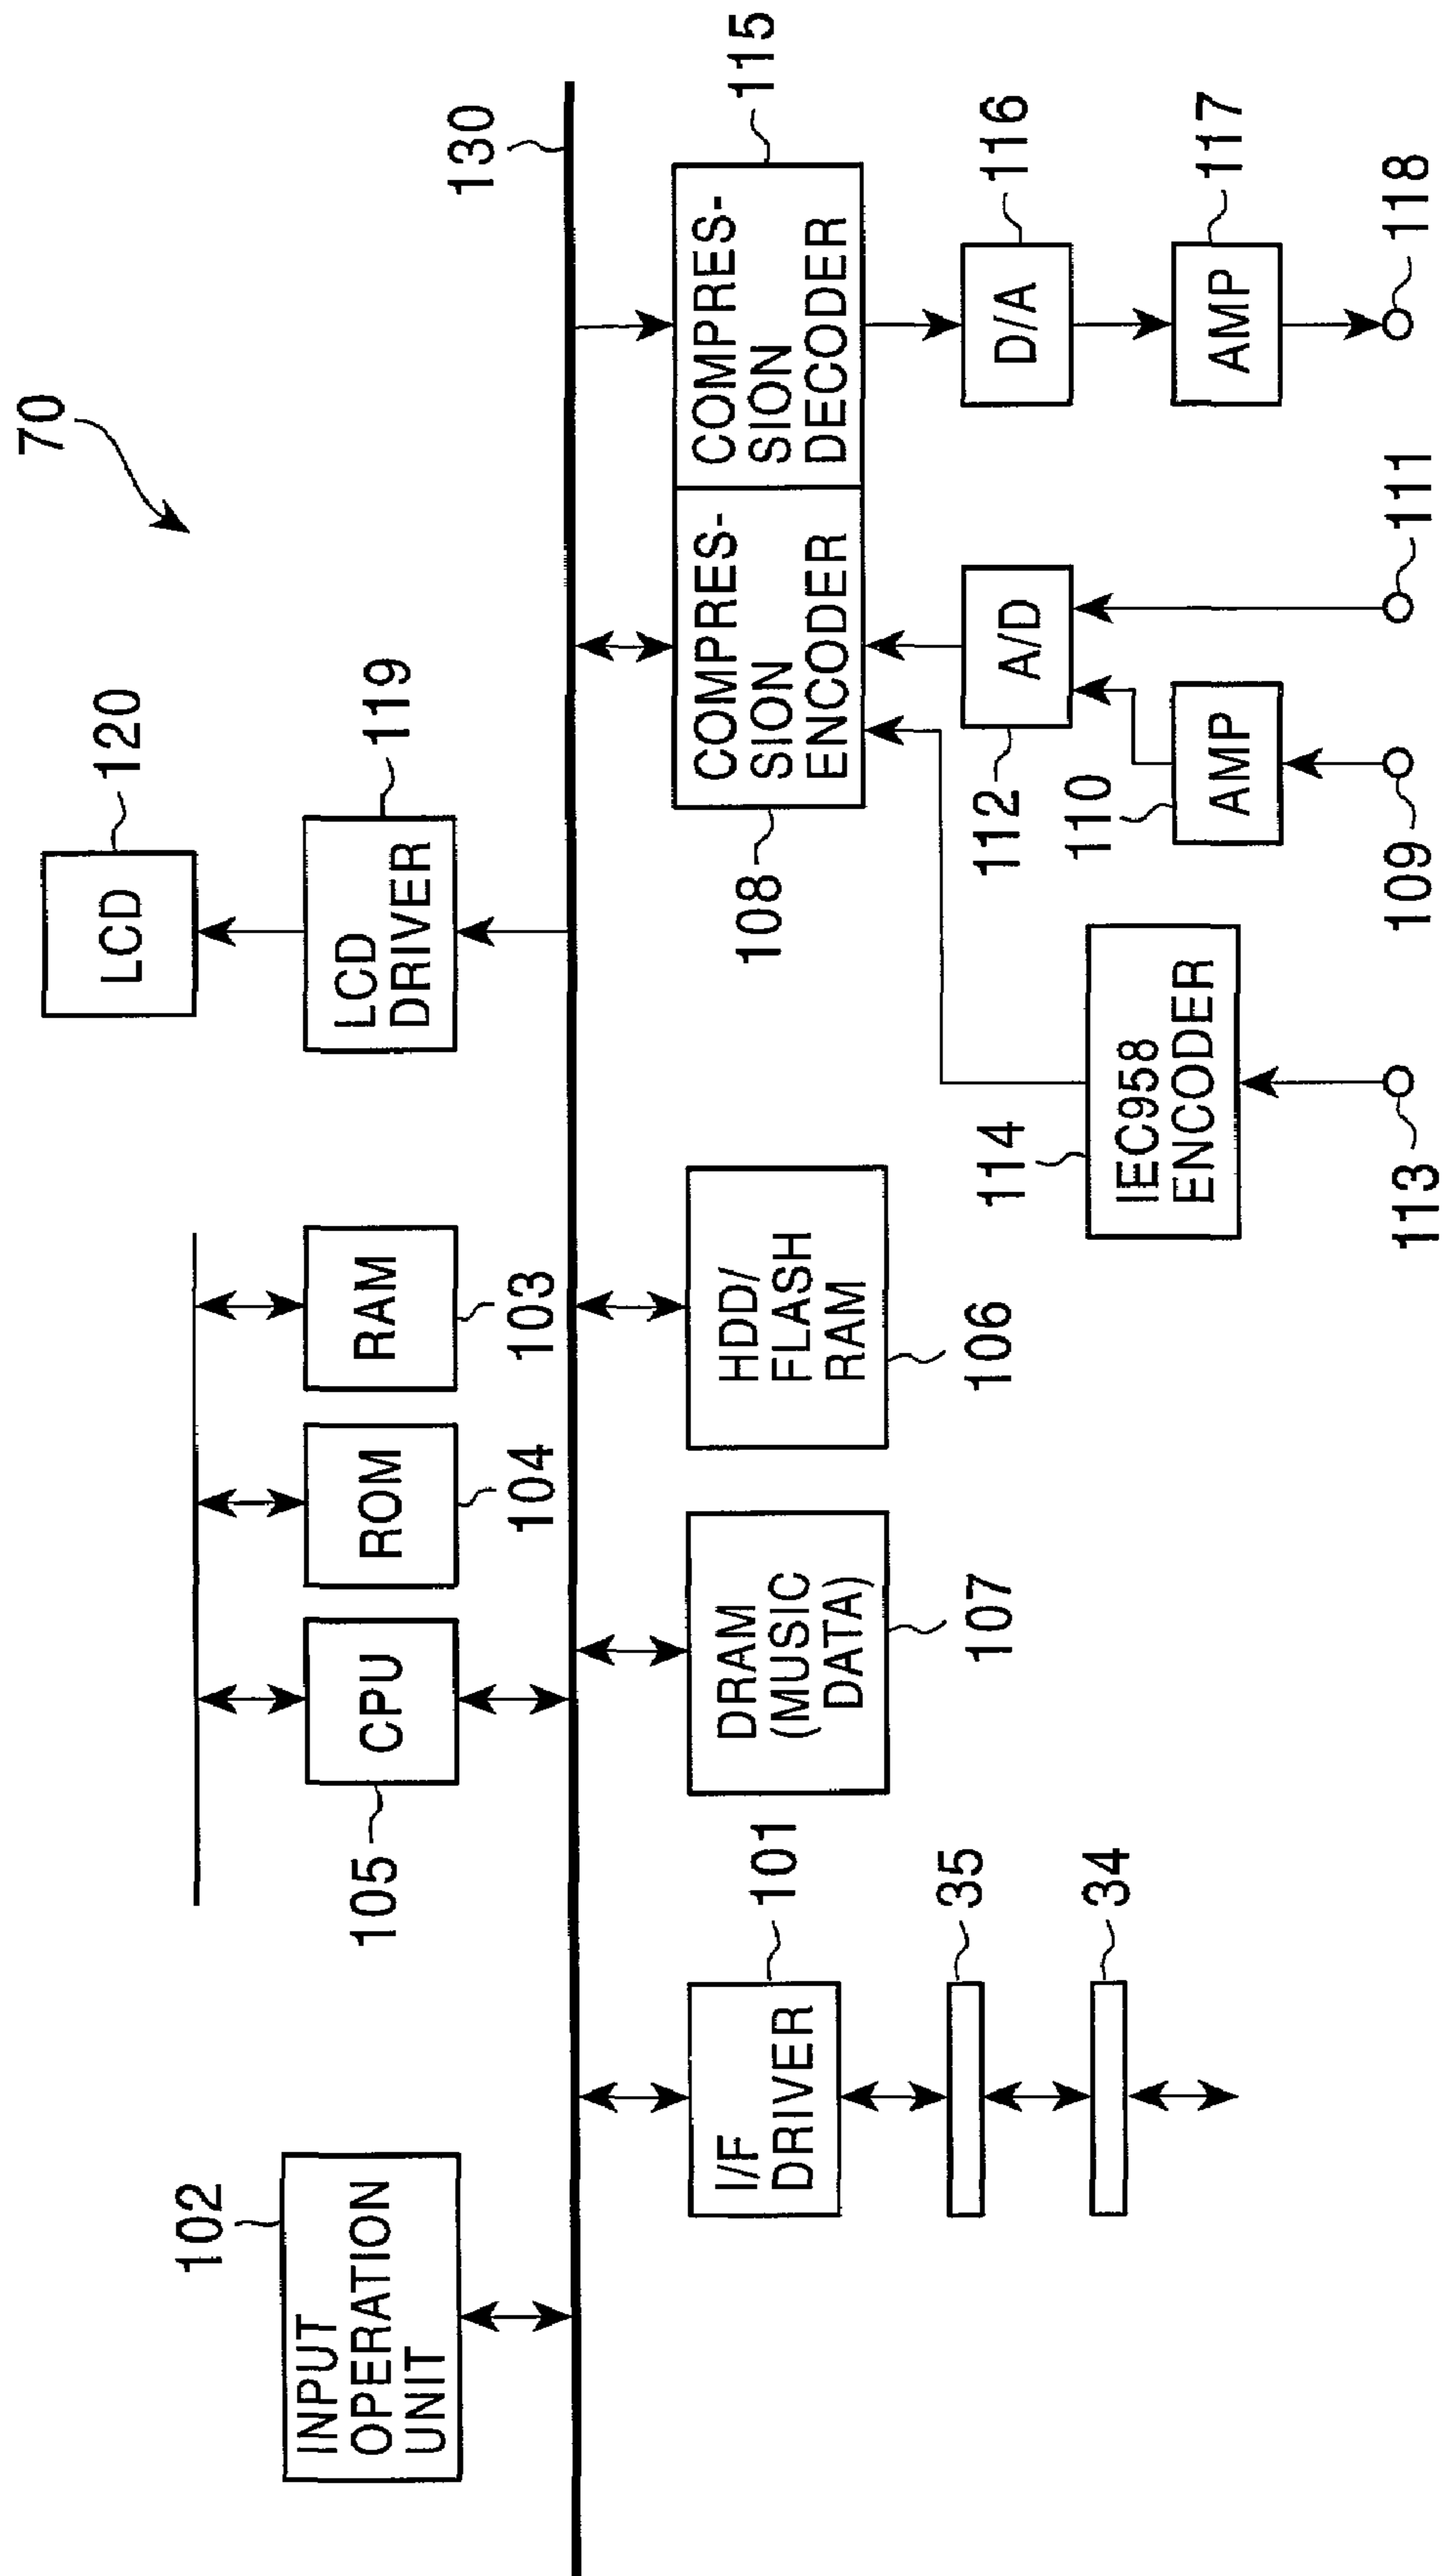 70
120
LCD
119
LCD
DRIVER
130
102
INPUT
OPERATION
UNIT
105
CPU
ROM
104
RAM
103
I/F
DRIVER
101
35
34
DRAM
(MUSIC
DATA)
107
HDD/
FLASH
RAM
106
COMPRES-
SION
ENCODER
108
COMPRES-
SION
DECODER
115
A/D
112
D/A
116
114
IEC958
ENCODER
110
AMP
AMP
117
113
109
111
118